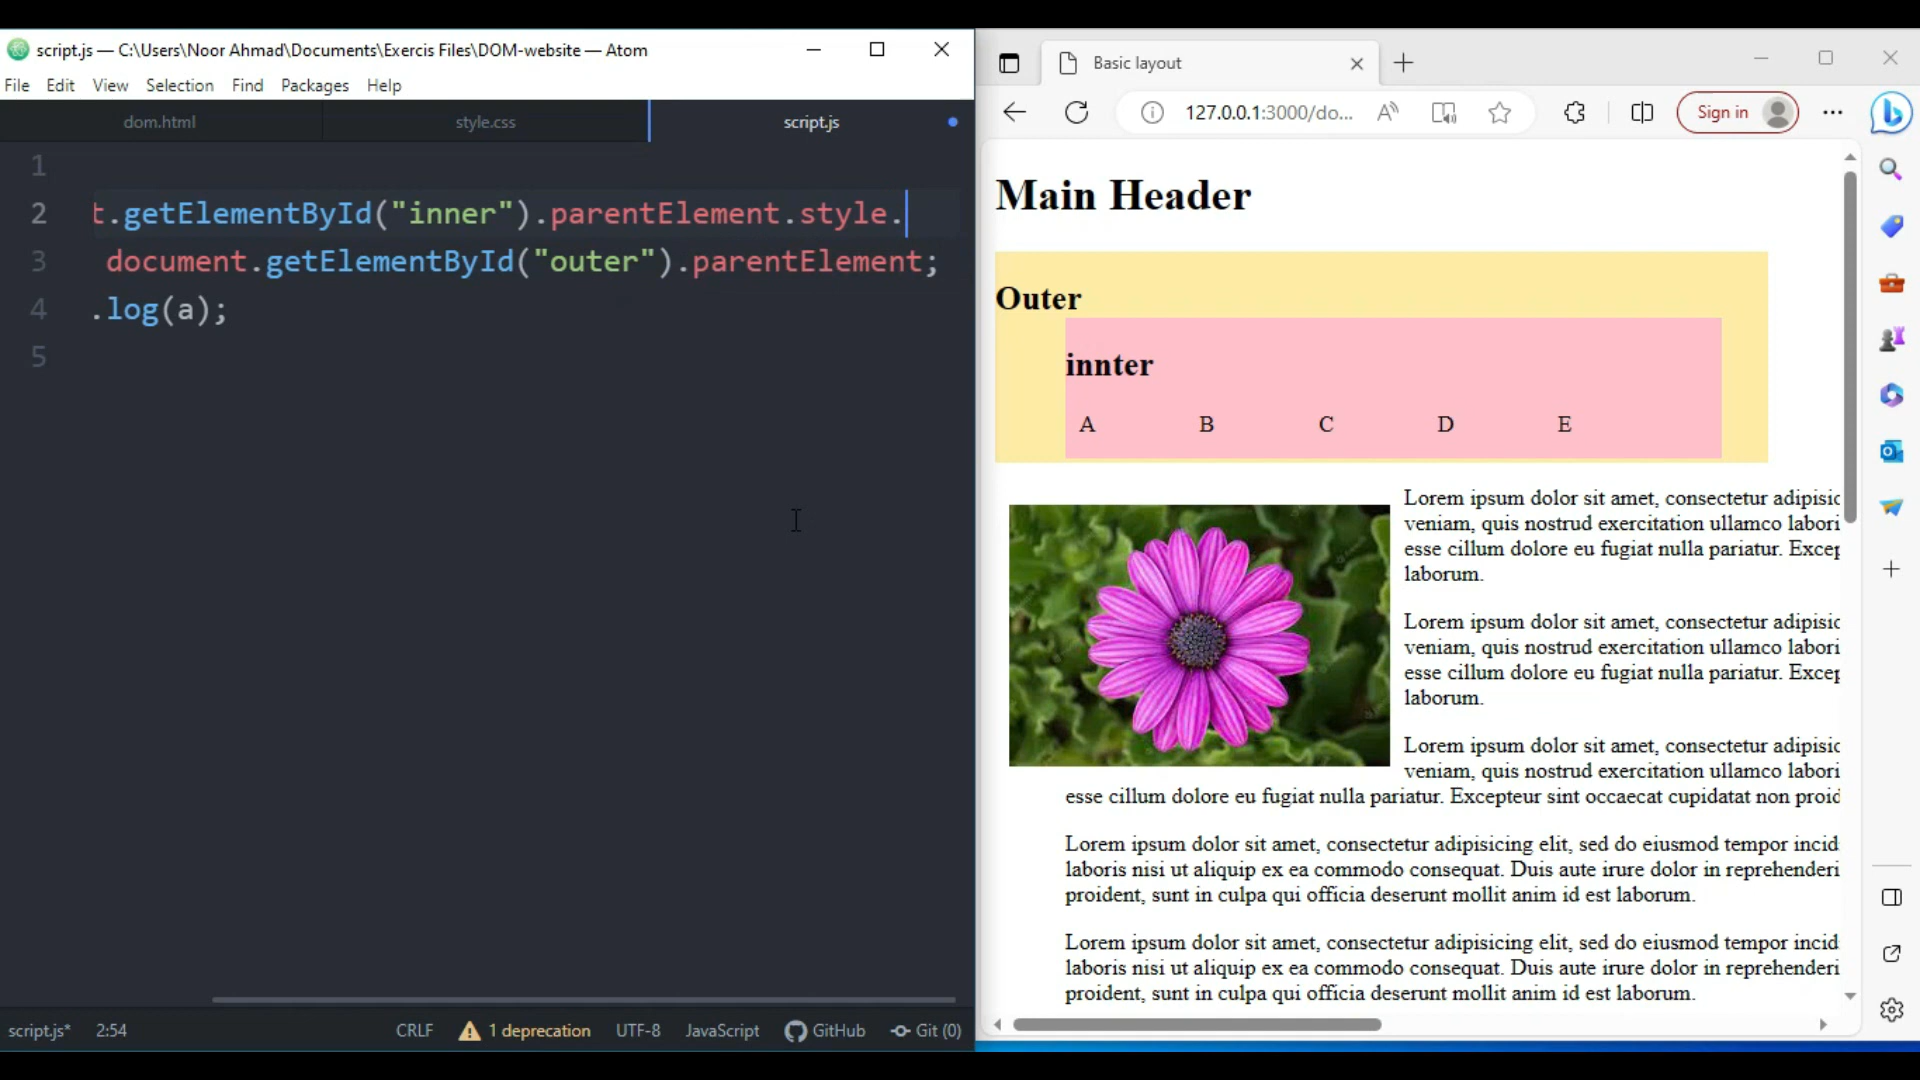 script.js — C:\Users\Noor Ahmad\Documents\Exercis Files\DOM-website — Atom
File Edit View Selection Find Packages Help
dom.html style.css script.js
1
2 t.getElementById("inner").parentElement.style.
3 document.getElementById("outer").parentElement;
4 .log(a);
5
script.js* 2:54 CRLF 1 deprecation UTF-8 JavaScript GitHub Git (0)
Basic layout
127.0.0.1:3000/do... Sign in
Main Header
Outer
innter
A B C D E
Lorem ipsum dolor sit amet, consectetur adipisic
veniam, quis nostrud exercitation ullamco labori
esse cillum dolore eu fugiat nulla pariatur. Excep
laborum.
Lorem ipsum dolor sit amet, consectetur adipisic
veniam, quis nostrud exercitation ullamco labori
esse cillum dolore eu fugiat nulla pariatur. Excep
laborum.
Lorem ipsum dolor sit amet, consectetur adipisic
veniam, quis nostrud exercitation ullamco labori
esse cillum dolore eu fugiat nulla pariatur. Excepteur sint occaecat cupidatat non proid
Lorem ipsum dolor sit amet, consectetur adipisicing elit, sed do eiusmod tempor incid
laboris nisi ut aliquip ex ea commodo consequat. Duis aute irure dolor in reprehenderi
proident, sunt in culpa qui officia deserunt mollit anim id est laborum.
Lorem ipsum dolor sit amet, consectetur adipisicing elit, sed do eiusmod tempor incid
laboris nisi ut aliquip ex ea commodo consequat. Duis aute irure dolor in reprehenderi
proident, sunt in culpa qui officia deserunt mollit anim id est laborum.